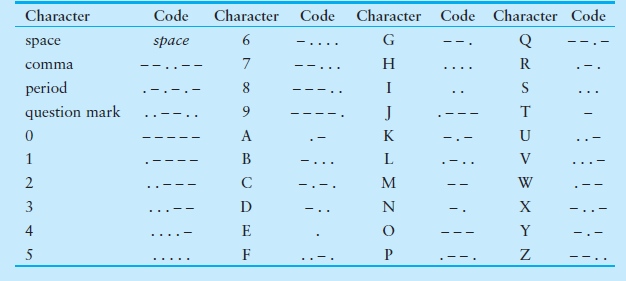 Character Code Character Code Character Code Character Code
space space 6 – . . . . G – – . Q – – . –
comma – – . . – – 7 – – . . . H . . . . R . – .
period . – . – . – 8 – – – . . I . . S . . .
question mark . . – – . . 9 – – – – . J . – – – T –
0 – – – – – A . – K – . – U . . –
1 . – – – – B – . . . L . – . . V . . . –
2 . . – – – C – . – . M – – W . – –
3 . . . – – D – . . N – . X – . . –
4 . . . . – E . O – – – Y – . –
5 . . . . . F . . – . P . – – . Z – – . .